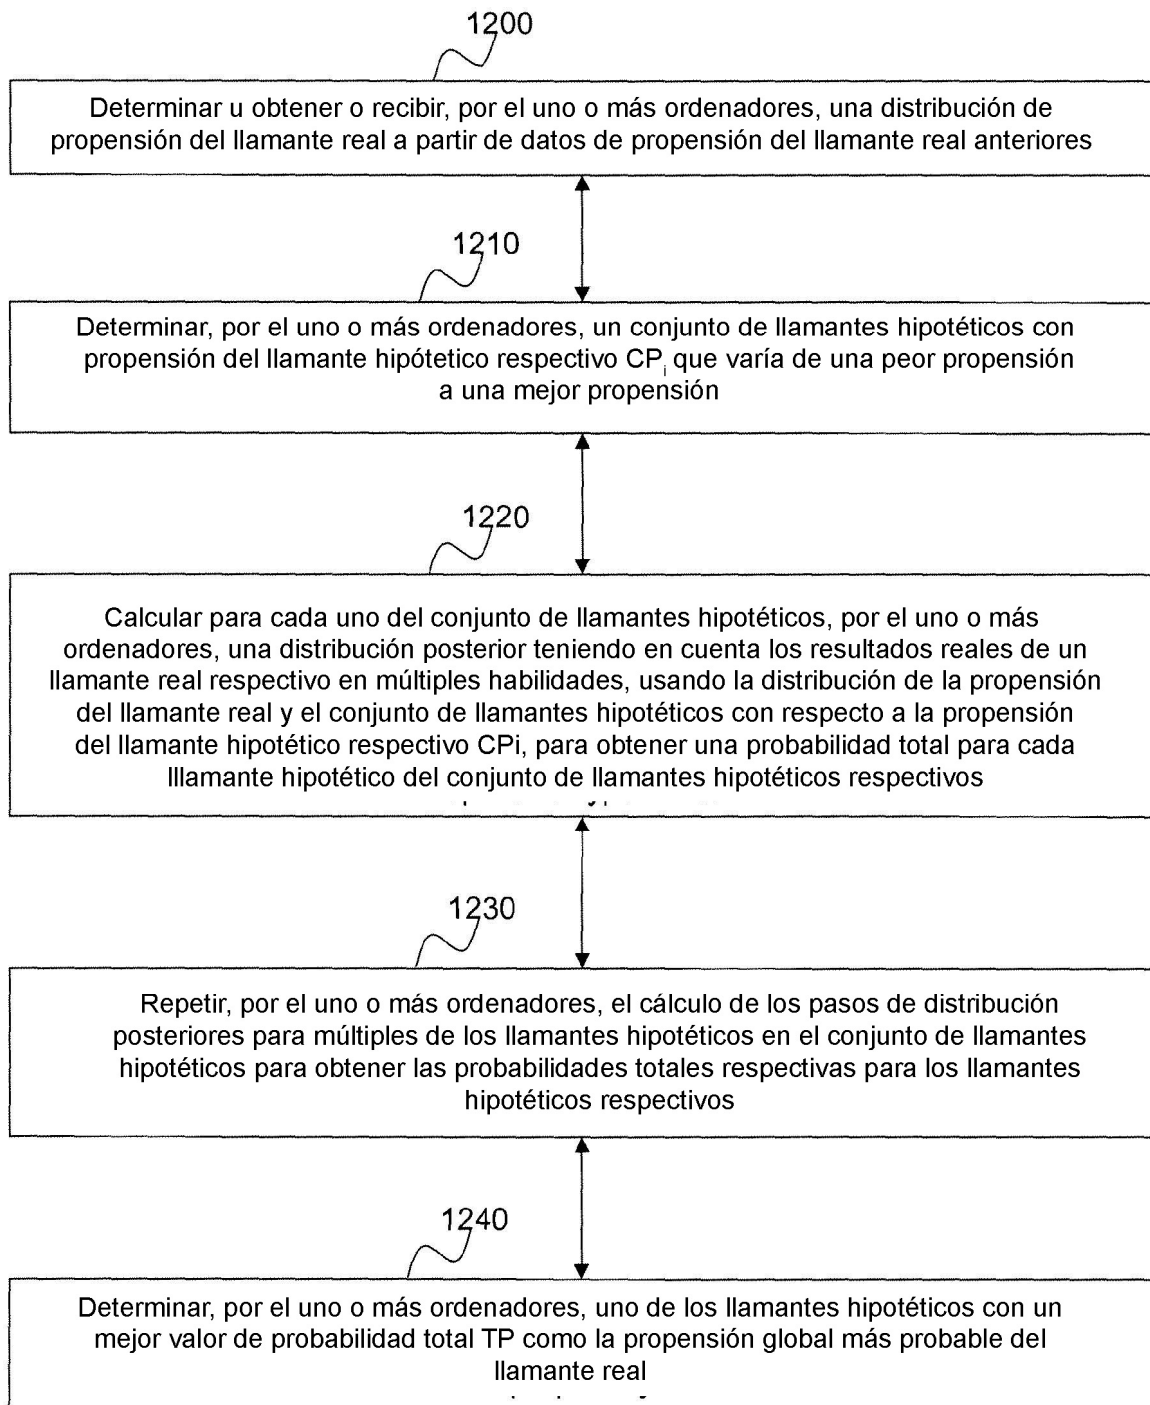 1200
Determinar u obtener o recibir, por el uno o más ordenadores, una distribución de
propensión del llamante real a partir de datos de propensión del llamante real anteriores
1210
Determinar, por el uno o más ordenadores, un conjunto de llamantes hipotéticos con
propensión del llamante hipótetico respectivo CPi que varía de una peor propensión
a una mejor propensión
1220
Calcular para cada uno del conjunto de llamantes hipotéticos, por el uno o más
ordenadores, una distribución posterior teniendo en cuenta los resultados reales de un
llamante real respectivo en múltiples habilidades, usando la distribución de la propensión
del llamante real y el conjunto de llamantes hipotéticos con respecto a la propensión
del llamante hipotético respectivo CPi, para obtener una probabilidad total para cada
lllamante hipotético del conjunto de llamantes hipotéticos respectivos
1230
Repetir, por el uno o más ordenadores, el cálculo de los pasos de distribución
posteriores para múltiples de los llamantes hipotéticos en el conjunto de llamantes
hipotéticos para obtener las probabilidades totales respectivas para los llamantes
hipotéticos respectivos
1240
Determinar, por el uno o más ordenadores, uno de los llamantes hipotéticos con un
mejor valor de probabilidad total TP como la propensión global más probable del
llamante real